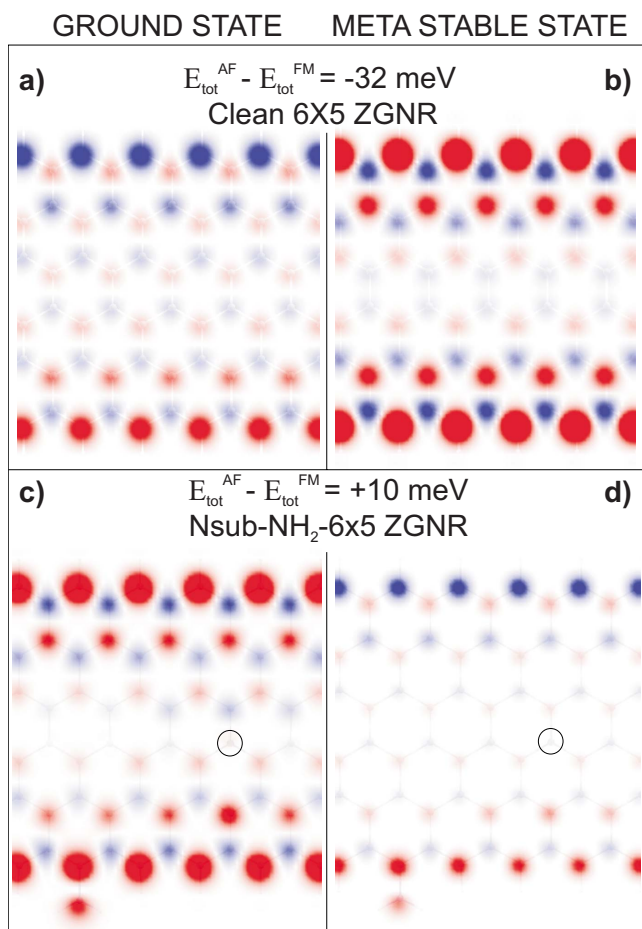 GROUND STATE META STABLE STATE
a) b)
E_tot^AF - E_tot^FM = -32 meV
Clean 6X5 ZGNR
c) d)
E_tot^AF - E_tot^FM = +10 meV
Nsub-NH₂-6x5 ZGNR